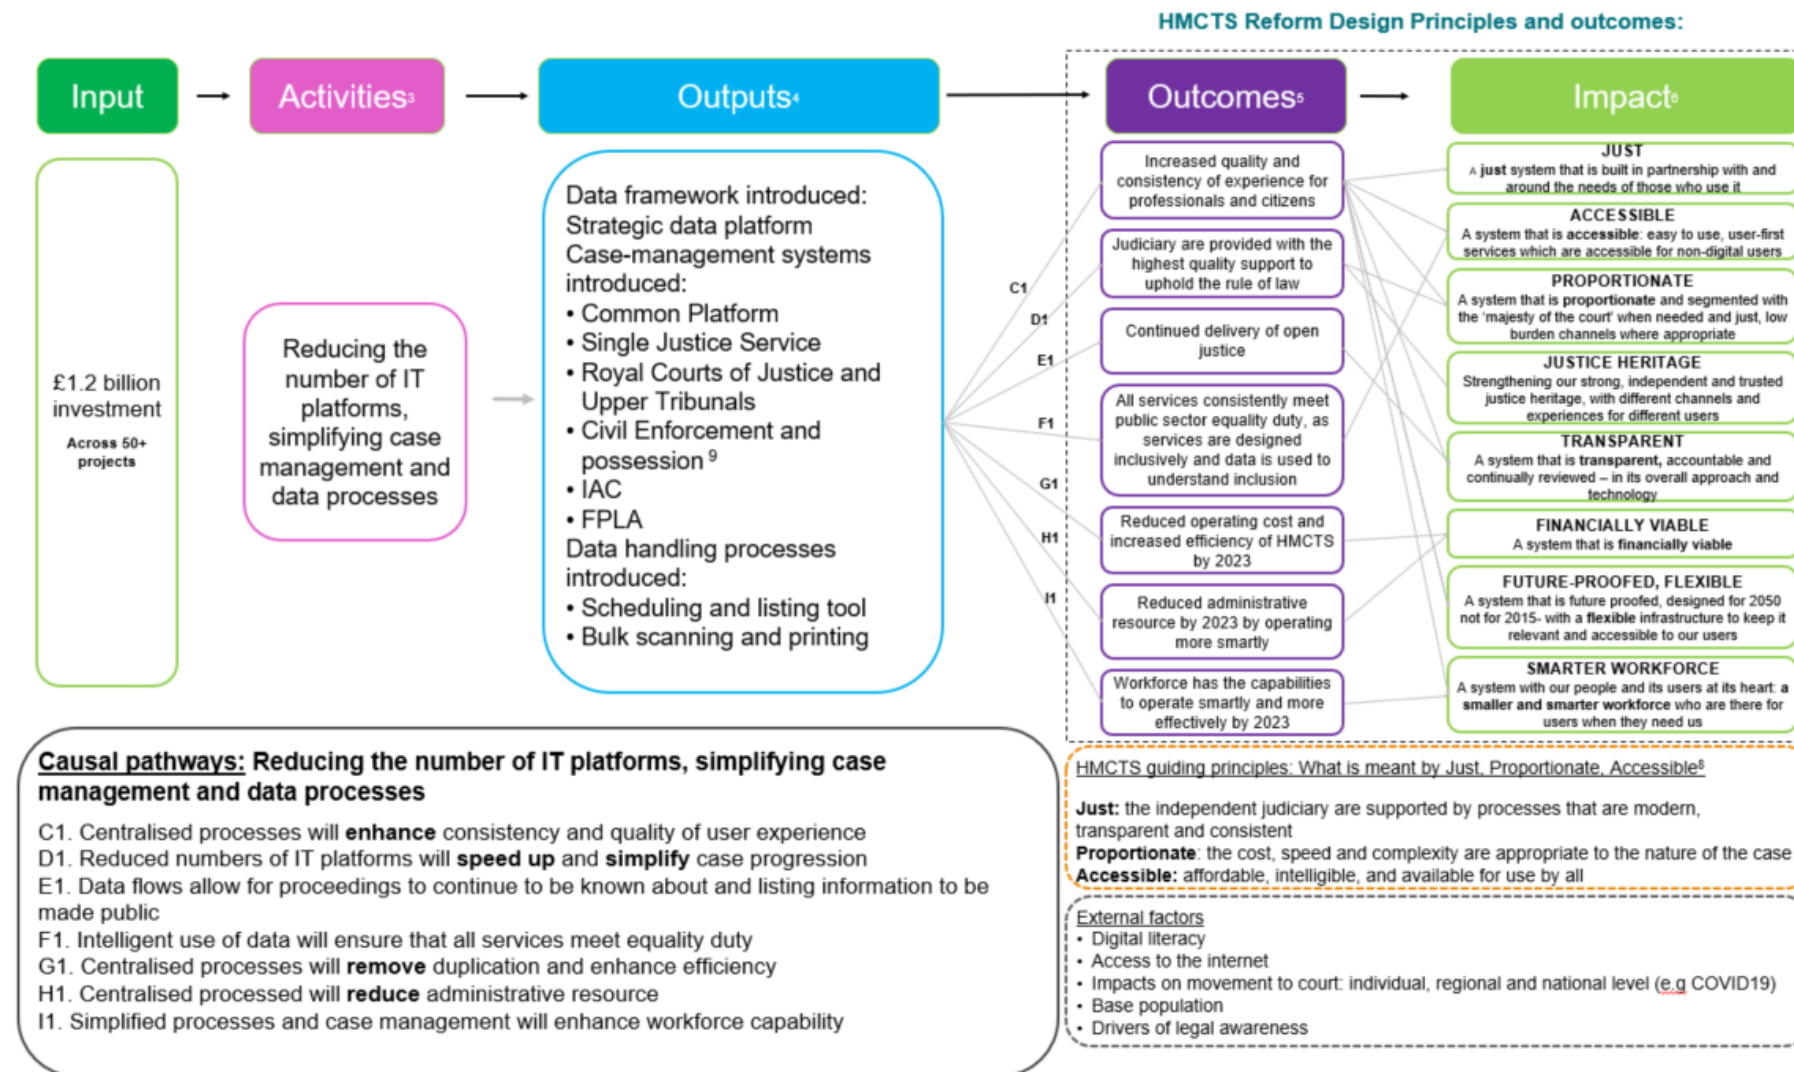 HMCTS Reform Design Principles and outcomes:
Input
Activities3
Outputs4
Outcomes5
Impact6
£1.2 billion
investment
Across 50+
projects
Reducing the
number of IT
platforms,
simplifying case
management and
data processes
Data framework introduced:
Strategic data platform
Case-management systems
introduced:
• Common Platform
• Single Justice Service
• Royal Courts of Justice and
Upper Tribunals
• Civil Enforcement and
possession 9
• IAC
• FPLA
Data handling processes
introduced:
• Scheduling and listing tool
• Bulk scanning and printing
C1
D1
E1
F1
G1
H1
I1
Increased quality and
consistency of experience for
professionals and citizens
Judiciary are provided with the
highest quality support to
uphold the rule of law
Continued delivery of open
justice
All services consistently meet
public sector equality duty, as
services are designed
inclusively and data is used to
understand inclusion
Reduced operating cost and
increased efficiency of HMCTS
by 2023
Reduced administrative
resource by 2023 by operating
more smartly
Workforce has the capabilities
to operate smartly and more
effectively by 2023
JUST
A just system that is built in partnership with and
around the needs of those who use it
ACCESSIBLE
A system that is accessible: easy to use, user-first
services which are accessible for non-digital users
PROPORTIONATE
A system that is proportionate and segmented with
the 'majesty of the court' when needed and just, low
burden channels where appropriate
JUSTICE HERITAGE
Strengthening our strong, independent and trusted
justice heritage, with different channels and
experiences for different users
TRANSPARENT
A system that is transparent, accountable and
continually reviewed – in its overall approach and
technology
FINANCIALLY VIABLE
A system that is financially viable
FUTURE-PROOFED, FLEXIBLE
A system that is future proofed, designed for 2050
not for 2015- with a flexible infrastructure to keep it
relevant and accessible to our users
SMARTER WORKFORCE
A system with our people and its users at its heart: a
smaller and smarter workforce who are there for
users when they need us
Causal pathways: Reducing the number of IT platforms, simplifying case
management and data processes
C1. Centralised processes will enhance consistency and quality of user experience
D1. Reduced numbers of IT platforms will speed up and simplify case progression
E1. Data flows allow for proceedings to continue to be known about and listing information to be
made public
F1. Intelligent use of data will ensure that all services meet equality duty
G1. Centralised processes will remove duplication and enhance efficiency
H1. Centralised processed will reduce administrative resource
I1. Simplified processes and case management will enhance workforce capability
HMCTS guiding principles: What is meant by Just, Proportionate, Accessible8
Just: the independent judiciary are supported by processes that are modern,
transparent and consistent
Proportionate: the cost, speed and complexity are appropriate to the nature of the case
Accessible: affordable, intelligible, and available for use by all
External factors
• Digital literacy
• Access to the internet
• Impacts on movement to court: individual, regional and national level (e.g COVID19)
• Base population
• Drivers of legal awareness